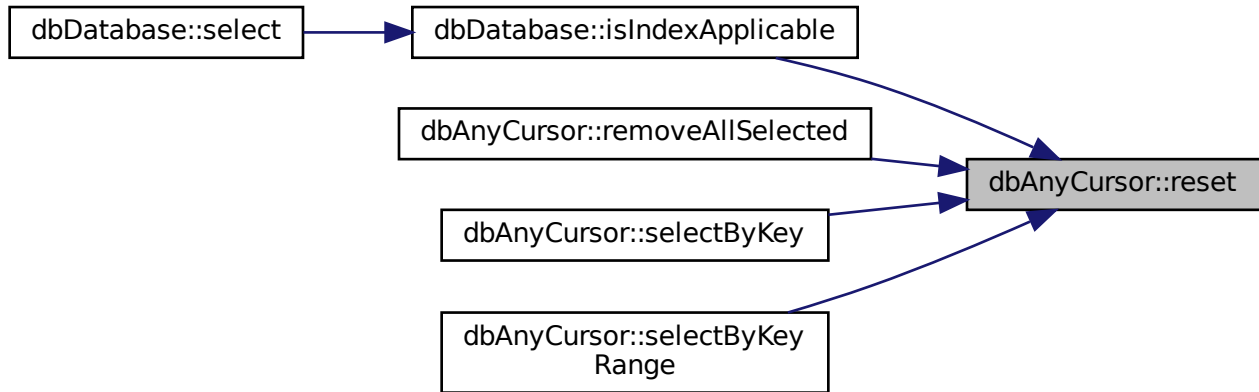 dbDatabase::select
dbDatabase::isIndexApplicable
dbAnyCursor::removeAllSelected
dbAnyCursor::reset
dbAnyCursor::selectByKey
dbAnyCursor::selectByKey
Range